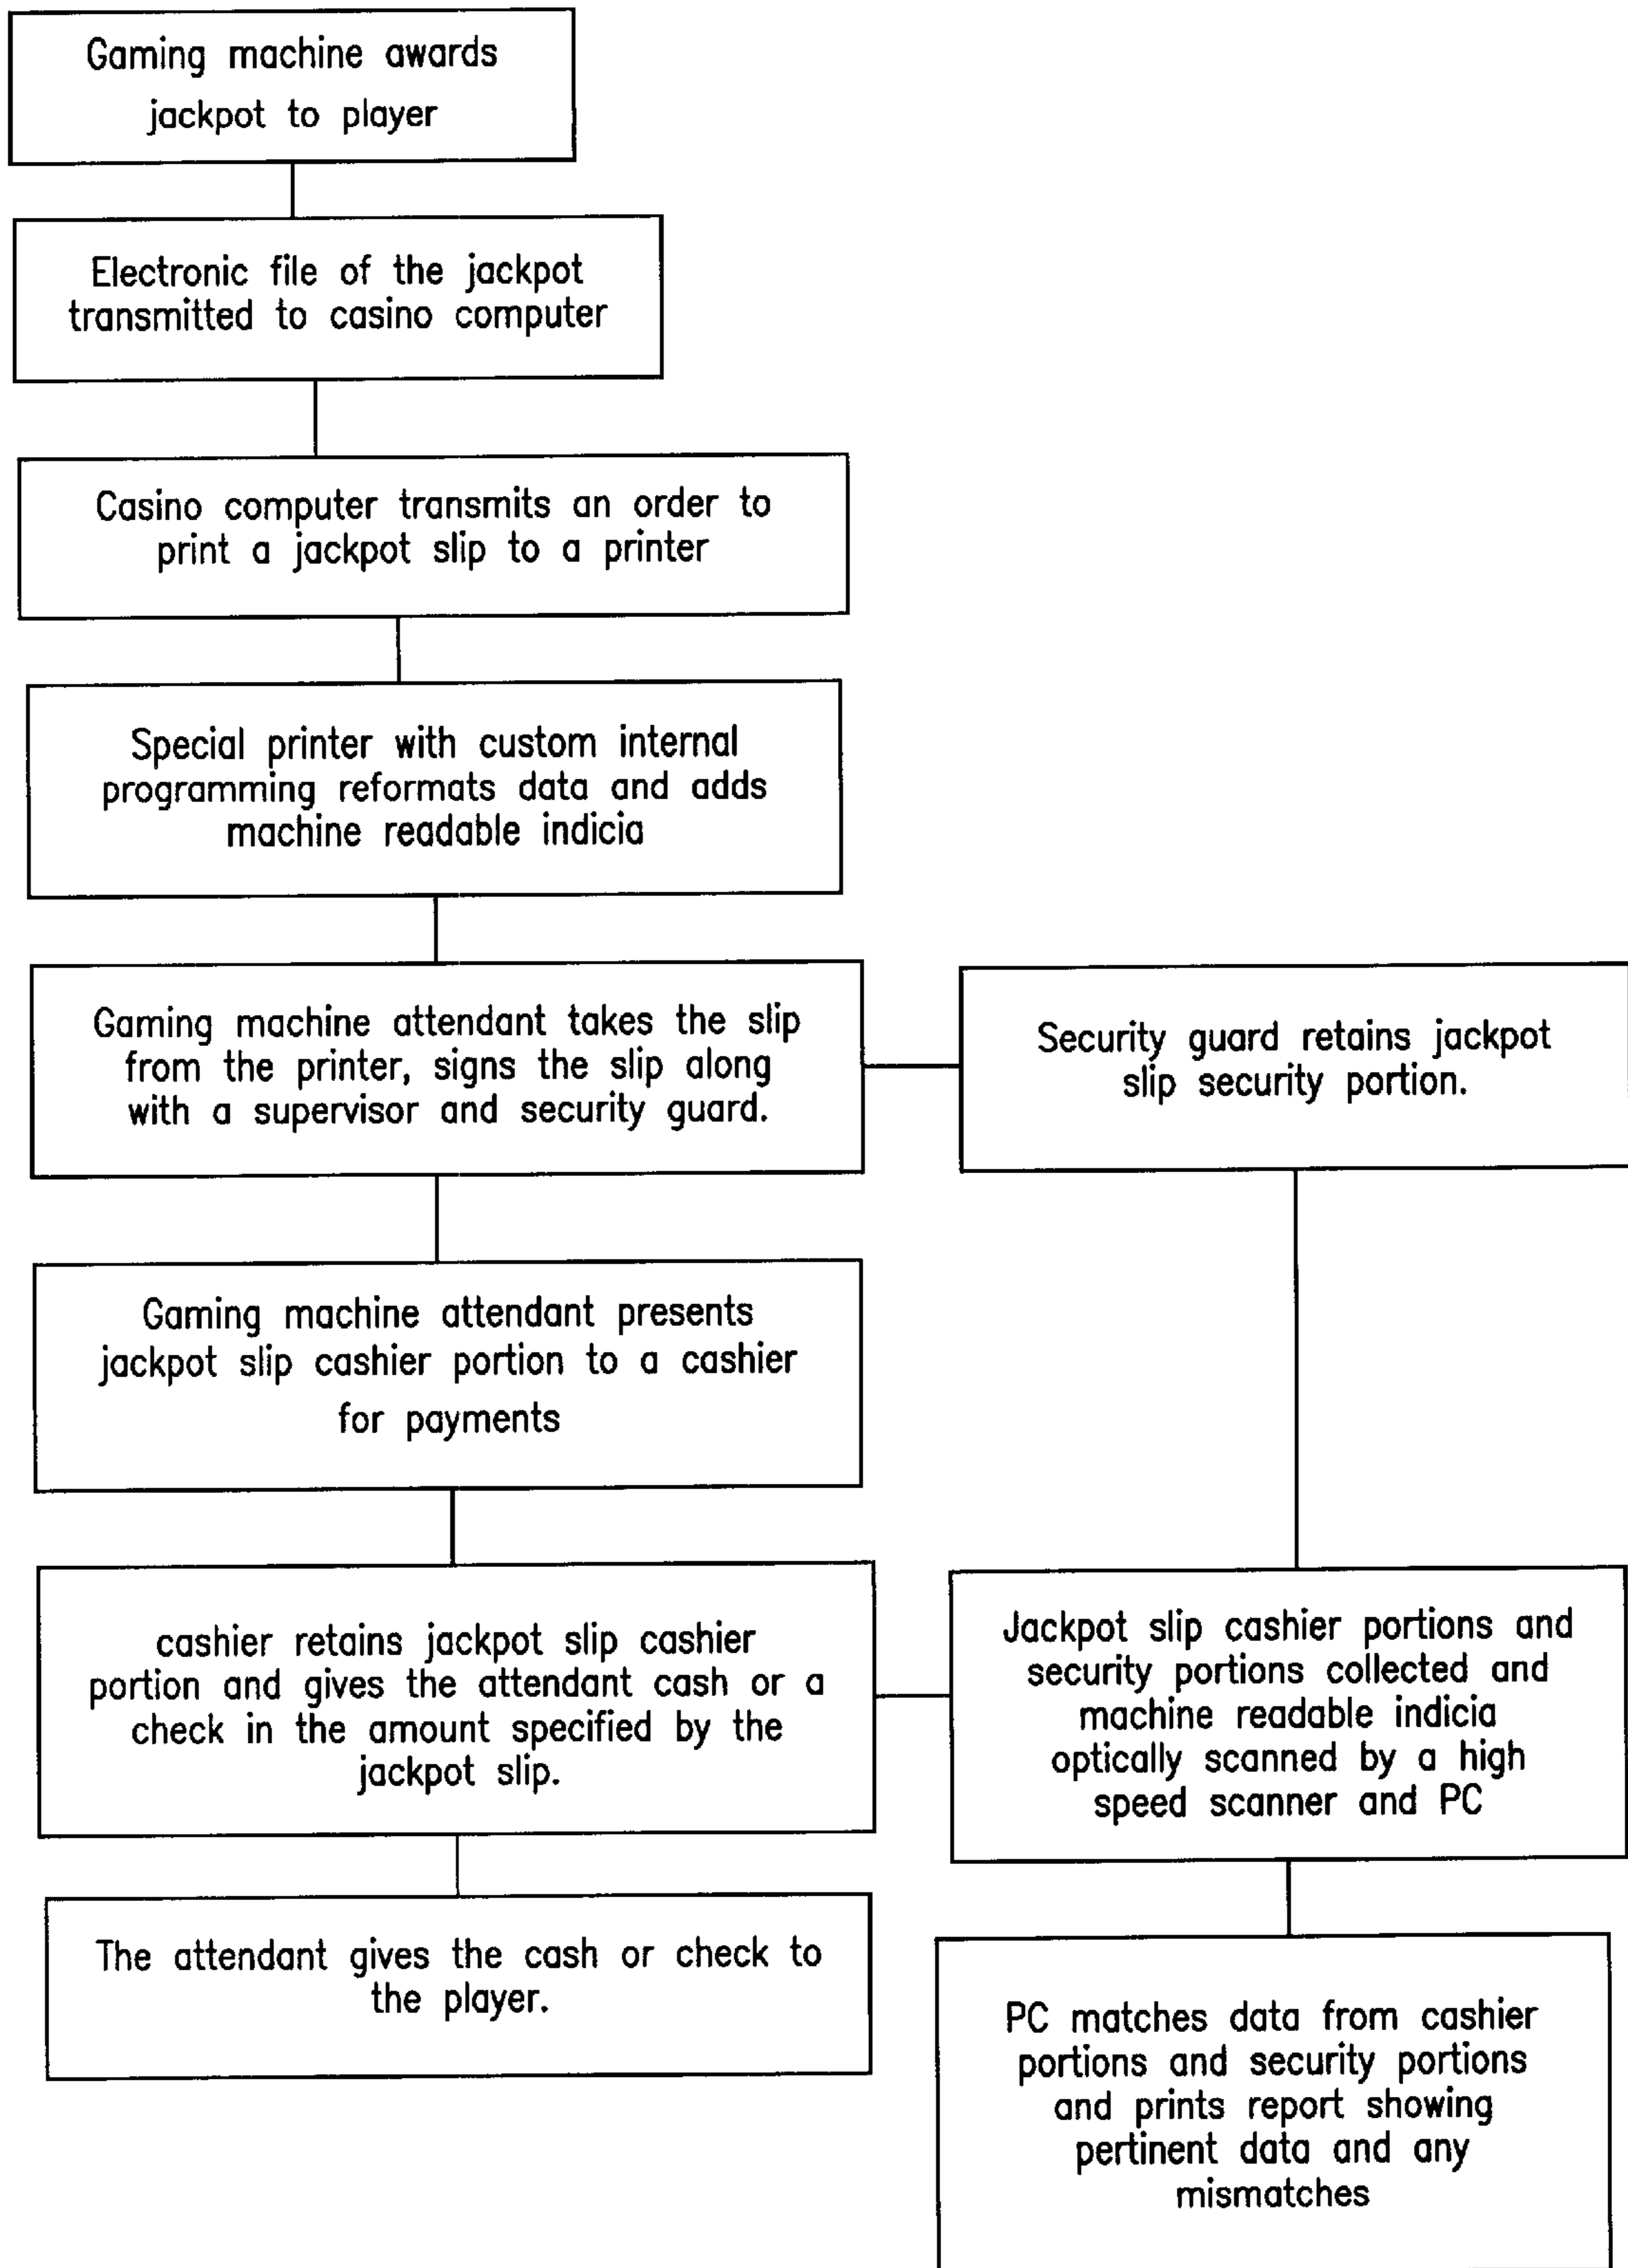 Gaming machine awards
jackpot to player
Electronic file of the jackpot
transmitted to casino computer
Casino computer transmits an order to
print a jackpot slip to a printer
Special printer with custom internal
programming reformats data and adds
machine readable indicia
Gaming machine attendant takes the slip
from the printer, signs the slip along
with a supervisor and security guard.
Security guard retains jackpot
slip security portion.
Gaming machine attendant presents
jackpot slip cashier portion to a cashier
for payments
cashier retains jackpot slip cashier
portion and gives the attendant cash or a
check in the amount specified by the
jackpot slip.
Jackpot slip cashier portions and
security portions collected and
machine readable indicia
optically scanned by a high
speed scanner and PC
The attendant gives the cash or check to
the player.
PC matches data from cashier
portions and security portions
and prints report showing
pertinent data and any
mismatches